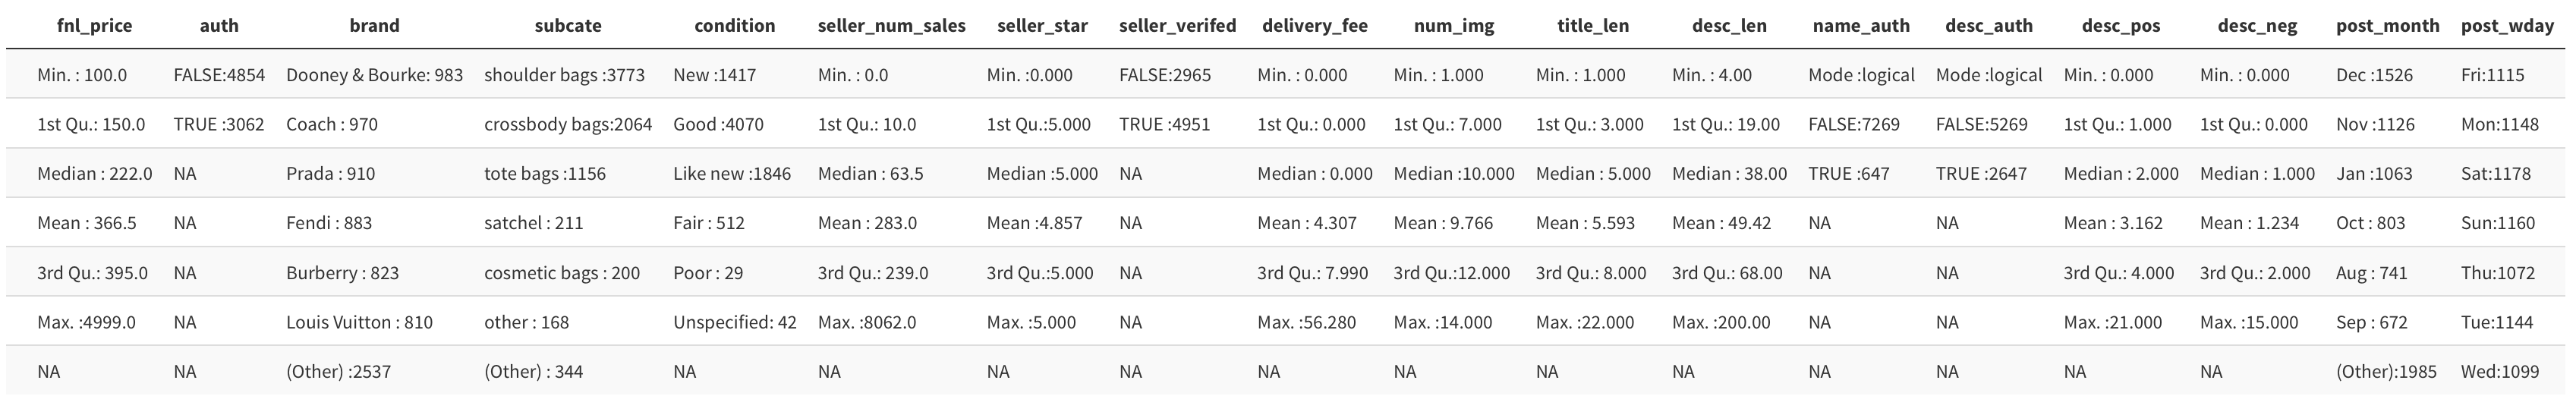 fnl_price auth brand subcate condition seller_num_sales seller_star seller_verifed delivery_fee num_img title_len desc_len name_auth desc_auth desc_pos desc_neg post_month post_wday
Min. : 100.0 FALSE:4854 Dooney & Bourke: 983 shoulder bags :3773 New :1417 Min. : 0.0 Min. :0.000 FALSE:2965 Min. : 0.000 Min. : 1.000 Min. : 1.000 Min. : 4.00 Mode :logical Mode :logical Min. : 0.000 Min. : 0.000 Dec :1526 Fri:1115
1st Qu.: 150.0 TRUE :3062 Coach : 970 crossbody bags:2064 Good :4070 1st Qu.: 10.0 1st Qu.:5.000 TRUE :4951 1st Qu.: 0.000 1st Qu.: 7.000 1st Qu.: 3.000 1st Qu.: 19.00 FALSE:7269 FALSE:5269 1st Qu.: 1.000 1st Qu.: 0.000 Nov :1126 Mon:1148
Median : 222.0 NA Prada : 910 tote bags :1156 Like new :1846 Median : 63.5 Median :5.000 NA Median : 0.000 Median :10.000 Median : 5.000 Median : 38.00 TRUE :647 TRUE :2647 Median : 2.000 Median : 1.000 Jan :1063 Sat:1178
Mean : 366.5 NA Fendi : 883 satchel : 211 Fair : 512 Mean : 283.0 Mean :4.857 NA Mean : 4.307 Mean : 9.766 Mean : 5.593 Mean : 49.42 NA NA Mean : 3.162 Mean : 1.234 Oct : 803 Sun:1160
3rd Qu.: 395.0 NA Burberry : 823 cosmetic bags : 200 Poor : 29 3rd Qu.: 239.0 3rd Qu.:5.000 NA 3rd Qu.: 7.990 3rd Qu.:12.000 3rd Qu.: 8.000 3rd Qu.: 68.00 NA NA 3rd Qu.: 4.000 3rd Qu.: 2.000 Aug : 741 Thu:1072
Max. :4999.0 NA Louis Vuitton : 810 other : 168 Unspecified: 42 Max. :8062.0 Max. :5.000 NA Max. :56.280 Max. :14.000 Max. :22.000 Max. :200.00 NA NA Max. :21.000 Max. :15.000 Sep : 672 Tue:1144
NA NA (Other) :2537 (Other) : 344 NA NA NA NA NA NA NA NA NA NA NA NA (Other):1985 Wed:1099